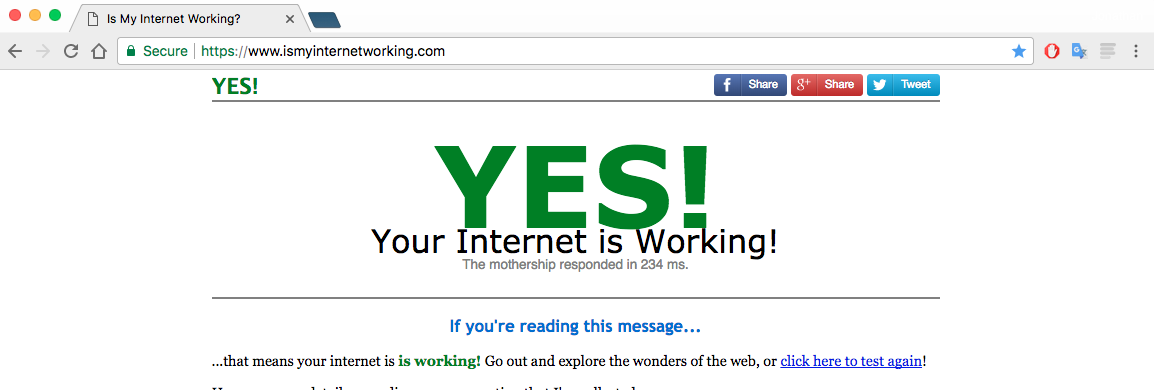 Is My Internet Working?
Secure https://www.ismyinternetworking.com
YES! Share Share Tweet
YES!
Your Internet is Working!
The mothership responded in 234 ms.
If you're reading this message...
...that means your internet is is working! Go out and explore the wonders of the web, or click here to test again!